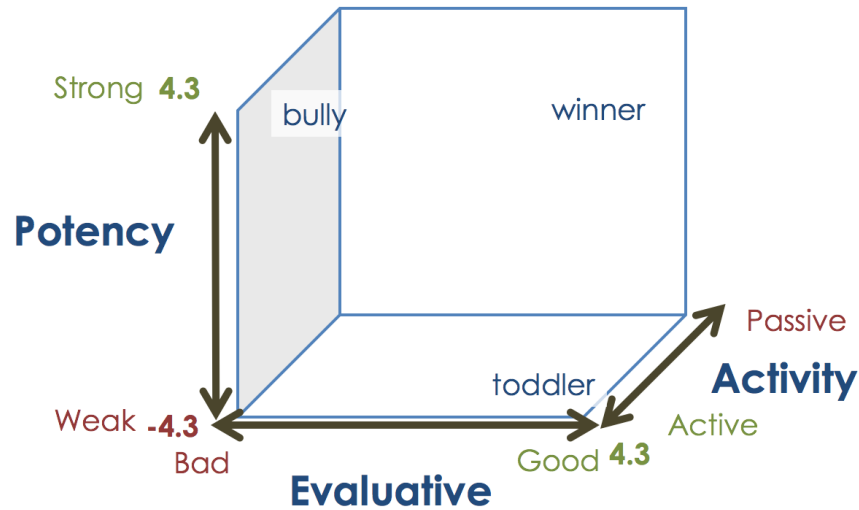 Strong 4.3
bully
winner
Potency
Passive
Activity
toddler
Weak -4.3
Active
Bad
Good 4.3
Evaluative